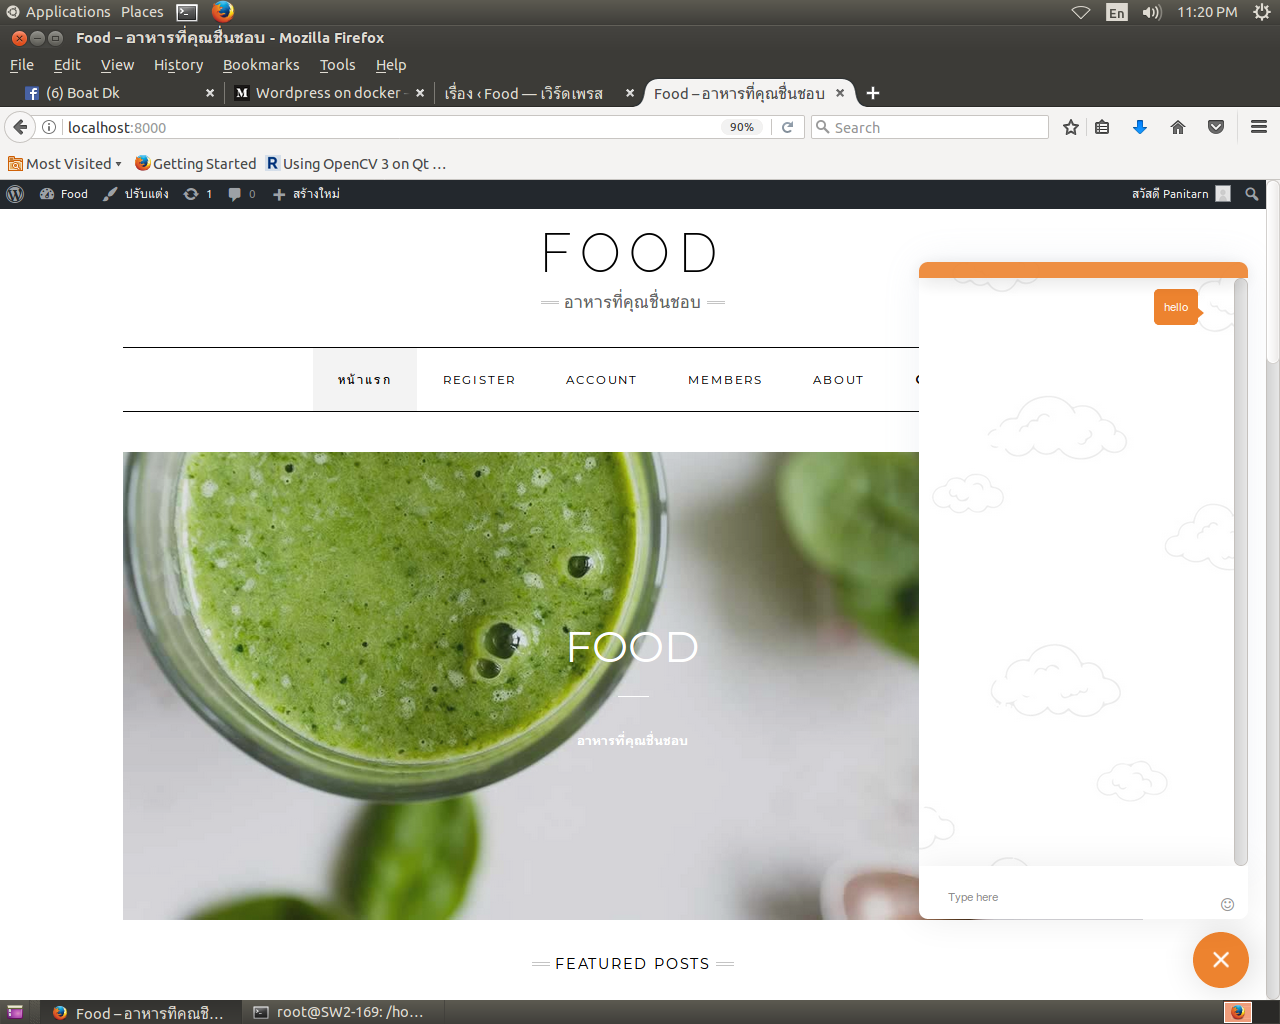 Applications Places En 11:20 PM
Food – อาหารที่คุณชื่นชอบ - Mozilla Firefox
File Edit View History Bookmarks Tools Help
(6) Boat Dk Wordpress on docker เรื่อง ‹ Food — เวิร์ดเพรส Food – อาหารที่คุณชื่นชอบ
localhost:8000 90% Search
Most Visited Getting Started Using OpenCV 3 on Qt …
Food ปรับแต่ง 1 0 สร้างใหม่ สวัสดี Panitarn
FOOD
อาหารที่คุณชื่นชอบ
hello
หน้าแรก REGISTER ACCOUNT MEMBERS ABOUT
FOOD
อาหารที่คุณชื่นชอบ
Type here
FEATURED POSTS
Food – อาหารที่คุณชื่… root@SW2-169: /ho…